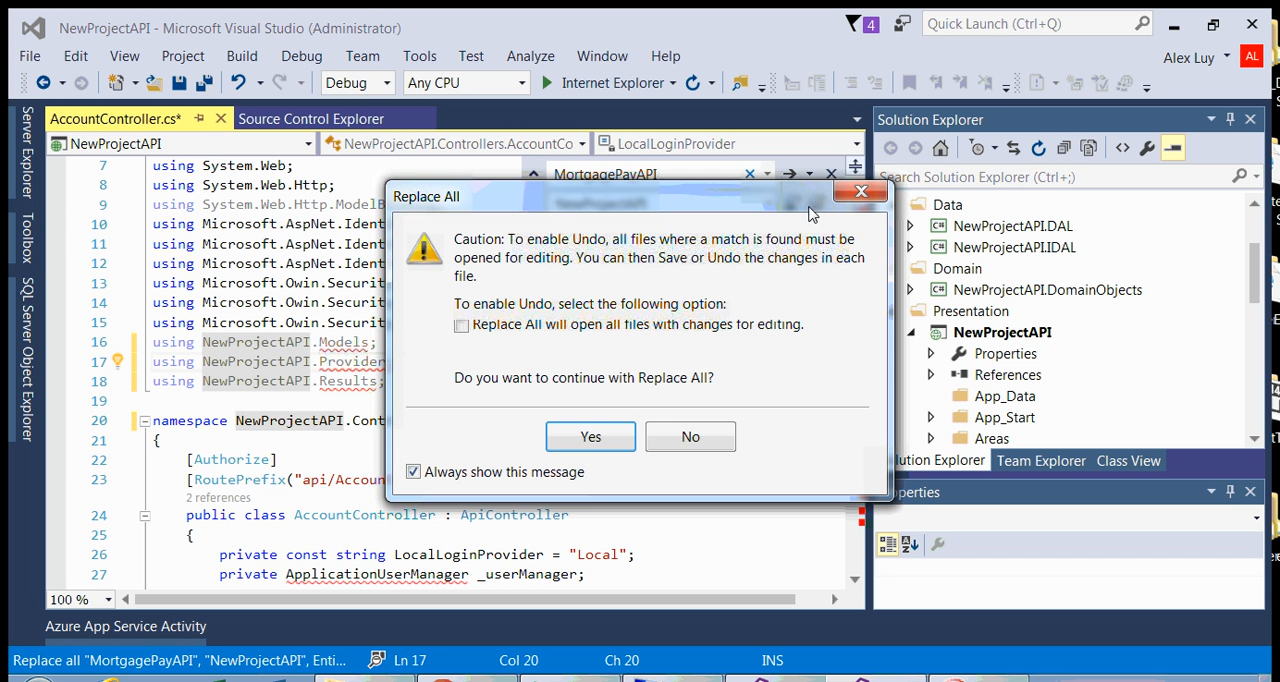 NewProjectAPI - Microsoft Visual Studio (Administrator)
4
Quick Launch (Ctrl+Q)
File Edit View Project Build Debug Team Tools Test Analyze Window Help
Alex Luy
AL
Debug
Any CPU
Internet Explorer
Server Explorer
Toolbox
SQL Server Object Explorer
AccountController.cs*
Source Control Explorer
NewProjectAPI
NewProjectAPI.Controllers.AccountCo
LocalLoginProvider
MortgagePayAPI
NewProjectAPI
7 using System.Web;
8 using System.Web.Http;
9 using System.Web.Http.ModelB
10 using Microsoft.AspNet.Ident
11 using Microsoft.AspNet.Ident
12 using Microsoft.AspNet.Ident
13 using Microsoft.Owin.Securit
14 using Microsoft.Owin.Securit
15 using Microsoft.Owin.Securit
16 using NewProjectAPI.Models;
17 using NewProjectAPI.Provider
18 using NewProjectAPI.Results;
19
20 namespace NewProjectAPI.Cont
21 {
22 [Authorize]
23 [RoutePrefix("api/Accoun
2 references
24 public class AccountController : ApiController
25 {
26 private const string LocalLoginProvider = "Local";
27 private ApplicationUserManager _userManager;
100 %
Replace All
Caution: To enable Undo, all files where a match is found must be
opened for editing. You can then Save or Undo the changes in each
file.
To enable Undo, select the following option:
Replace All will open all files with changes for editing.
Do you want to continue with Replace All?
Yes
No
Always show this message
Solution Explorer
Search Solution Explorer (Ctrl+;)
Data
NewProjectAPI.DAL
NewProjectAPI.IDAL
Domain
NewProjectAPI.DomainObjects
Presentation
NewProjectAPI
Properties
References
App_Data
App_Start
Areas
lution Explorer
Team Explorer
Class View
operties
Azure App Service Activity
Replace all "MortgagePayAPI", "NewProjectAPI", Enti...
Ln 17
Col 20
Ch 20
INS